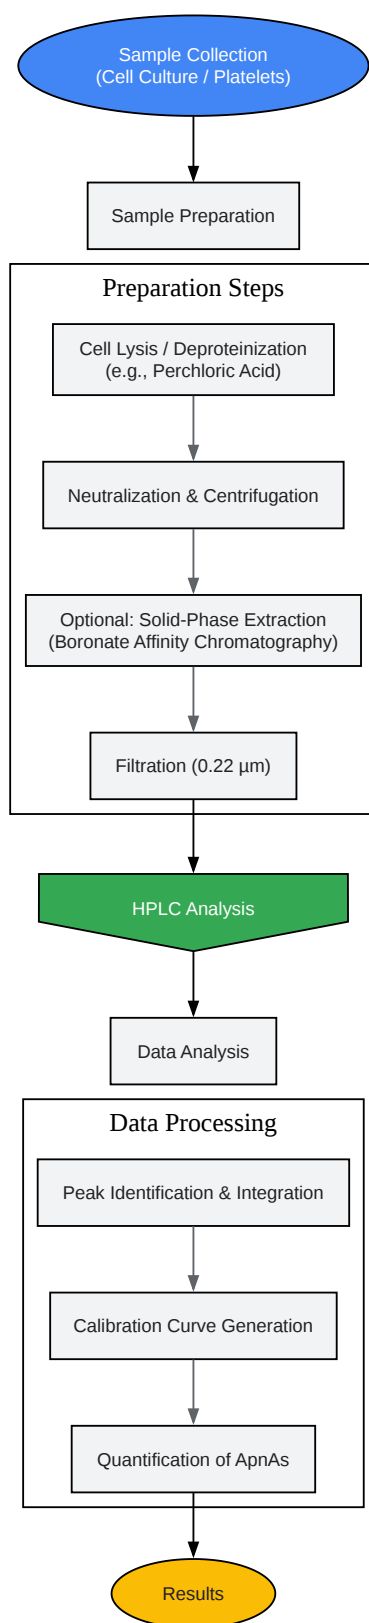 Sample Collection
(Cell Culture / Platelets)
Sample Preparation
Preparation Steps
Cell Lysis / Deproteinization
(e.g., Perchloric Acid)
Neutralization & Centrifugation
Optional: Solid-Phase Extraction
(Boronate Affinity Chromatography)
Filtration (0.22 µm)
HPLC Analysis
Data Analysis
Data Processing
Peak Identification & Integration
Calibration Curve Generation
Quantification of ApnAs
Results